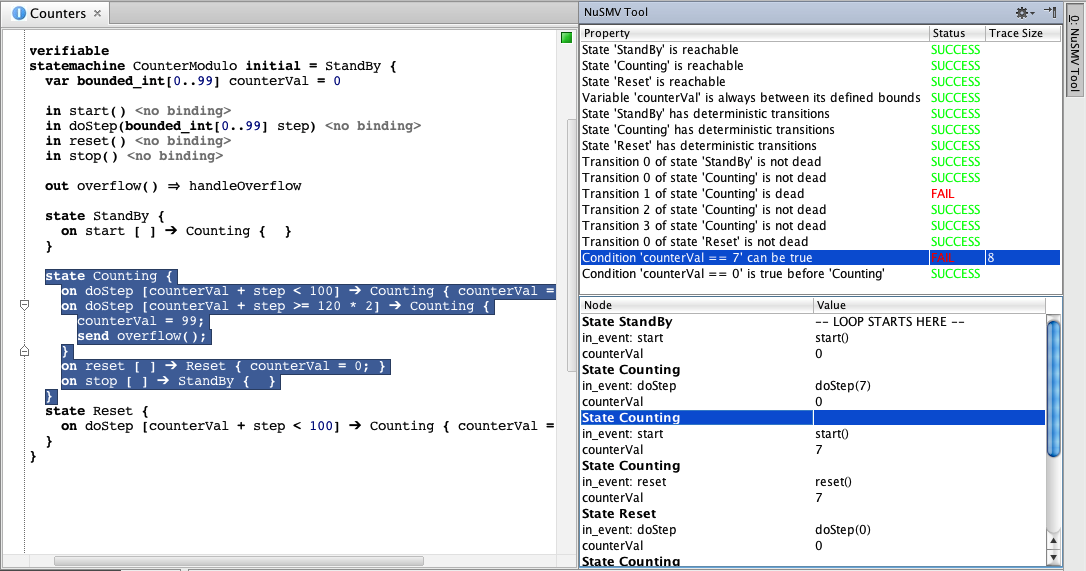 Counters ×
verifiable
statemachine CounterModulo initial = StandBy {
var bounded_int[0..99] counterVal = 0
in start() <no binding>
in doStep(bounded_int[0..99] step) <no binding>
in reset() <no binding>
in stop() <no binding>
out overflow() ⇒ handleOverflow
state StandBy {
on start [ ] ➔ Counting {  }
}
state Counting {
on doStep [counterVal + step < 100] ➔ Counting { counterVal =
on doStep [counterVal + step >= 120 * 2] ➔ Counting {
counterVal = 99;
send overflow();
}
on reset [ ] ➔ Reset { counterVal = 0; }
on stop [ ] ➔ StandBy {  }
}
state Reset {
on doStep [counterVal + step < 100] ➔ Counting { counterVal =
}
}
NuSMV Tool
Property Status Trace Size
State 'StandBy' is reachable SUCCESS
State 'Counting' is reachable SUCCESS
State 'Reset' is reachable SUCCESS
Variable 'counterVal' is always between its defined bounds SUCCESS
State 'StandBy' has deterministic transitions SUCCESS
State 'Counting' has deterministic transitions SUCCESS
State 'Reset' has deterministic transitions SUCCESS
Transition 0 of state 'StandBy' is not dead SUCCESS
Transition 0 of state 'Counting' is not dead SUCCESS
Transition 1 of state 'Counting' is dead FAIL
Transition 2 of state 'Counting' is not dead SUCCESS
Transition 3 of state 'Counting' is not dead SUCCESS
Transition 0 of state 'Reset' is not dead SUCCESS
Condition 'counterVal == 7' can be true FAIL 8
Condition 'counterVal == 0' is true before 'Counting' SUCCESS
Node Value
State StandBy -- LOOP STARTS HERE --
in_event: start start()
counterVal 0
State Counting
in_event: doStep doStep(7)
counterVal 0
State Counting
in_event: start start()
counterVal 7
State Counting
in_event: reset reset()
counterVal 7
State Reset
in_event: doStep doStep(0)
counterVal 0
State Counting
0: NuSMV Tool